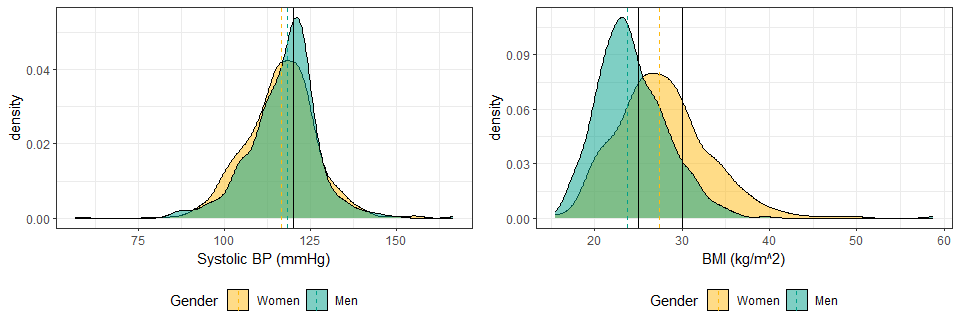 density
0.04
0.02
0.00
75 100 125 150
Systolic BP (mmHg)
Gender Women Men
density
0.09
0.06
0.03
0.00
20 30 40 50 60
BMI (kg/m^2)
Gender Women Men